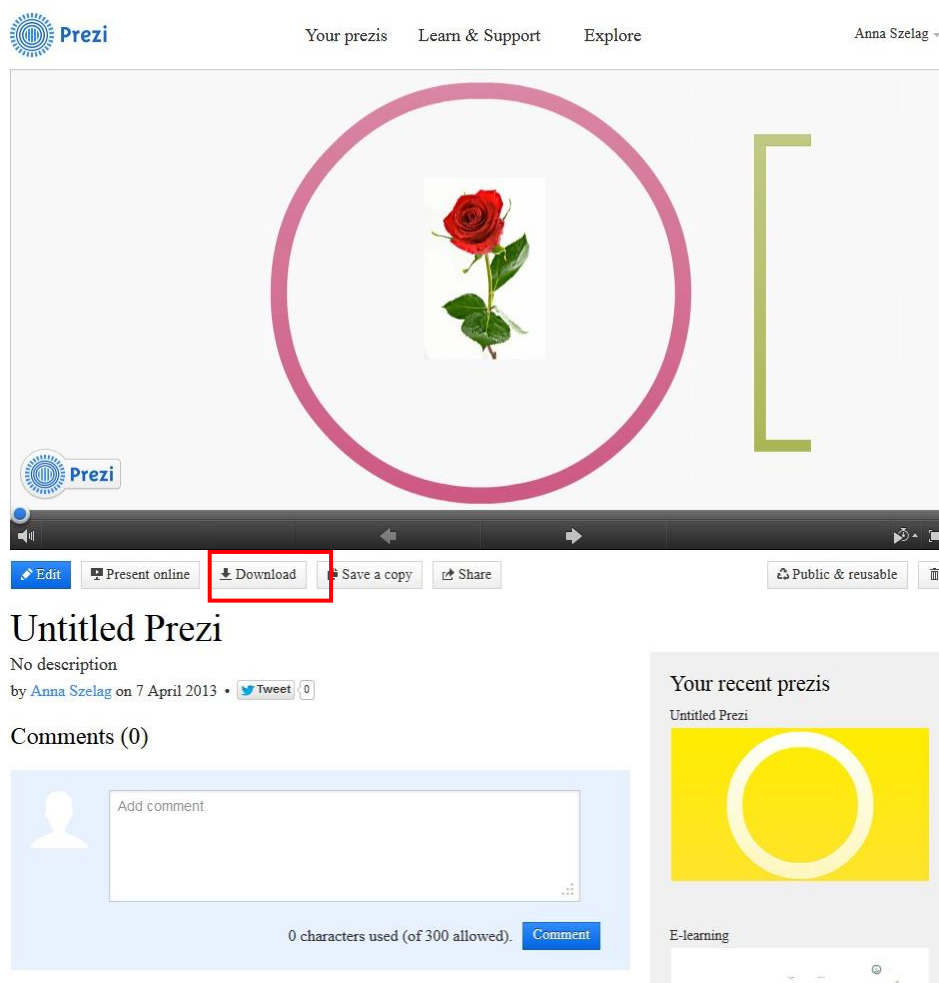 Prezi Your prezis Learn & Support Explore Anna Szelag
Prezi
Edit Present online Download Save a copy Share Public & reusable
Untitled Prezi
No description
by Anna Szelag on 7 April 2013 • Tweet 0
Comments (0)
Add comment
0 characters used (of 300 allowed). Comment
Your recent prezis
Untitled Prezi
E-learning